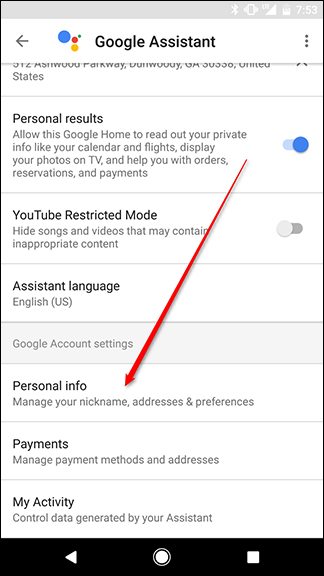 7:53
Google Assistant
512 Ashwood Parkway, Dunwoody, GA 30338, United
States
Personal results
Allow this Google Home to read out your private
info like your calendar and flights, display
your photos on TV, and help you with orders,
reservations, and payments
YouTube Restricted Mode
Hide songs and videos that may contain
inappropriate content
Assistant language
English (US)
Google Account settings
Personal info
Manage your nickname, addresses & preferences
Payments
Manage payment methods and addresses
My Activity
Control data generated by your Assistant